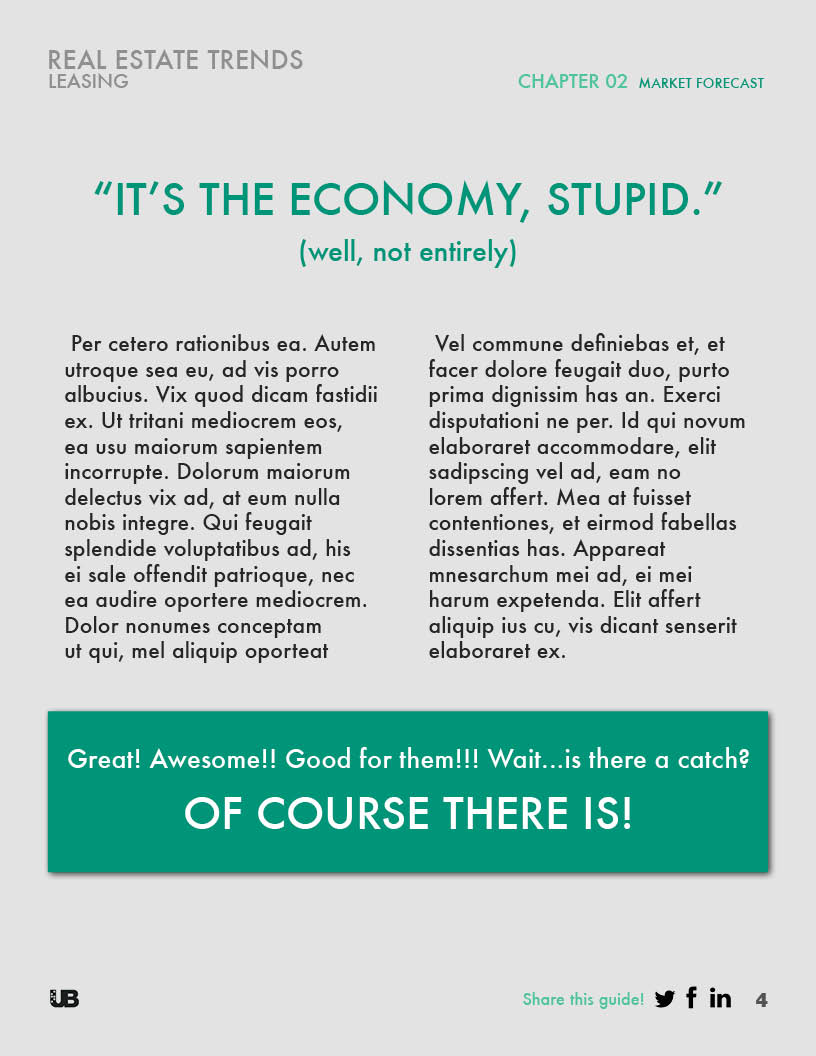 REAL ESTATE TRENDS
LEASING
CHAPTER 02 MARKET FORECAST
“IT’S THE ECONOMY, STUPID.”
(well, not entirely)
Per cetero rationibus ea. Autem
utroque sea eu, ad vis porro
albucius. Vix quod dicam fastidii
ex. Ut tritani mediocrem eos,
ea usu maiorum sapientem
incorrupte. Dolorum maiorum
delectus vix ad, at eum nulla
nobis integre. Qui feugait
splendide voluptatibus ad, his
ei sale offendit patrioque, nec
ea audire oportere mediocrem.
Dolor nonumes conceptam
ut qui, mel aliquip oporteat
Vel commune definiebas et, et
facer dolore feugait duo, purto
prima dignissim has an. Exerci
disputationi ne per. Id qui novum
elaboraret accommodare, elit
sadipscing vel ad, eam no
lorem affert. Mea at fuisset
contentiones, et eirmod fabellas
dissentias has. Appareat
mnesarchum mei ad, ei mei
harum expetenda. Elit affert
aliquip ius cu, vis dicant senserit
elaboraret ex.
Great! Awesome!! Good for them!!! Wait...is there a catch?
OF COURSE THERE IS!
UB
Share this guide! f in 4